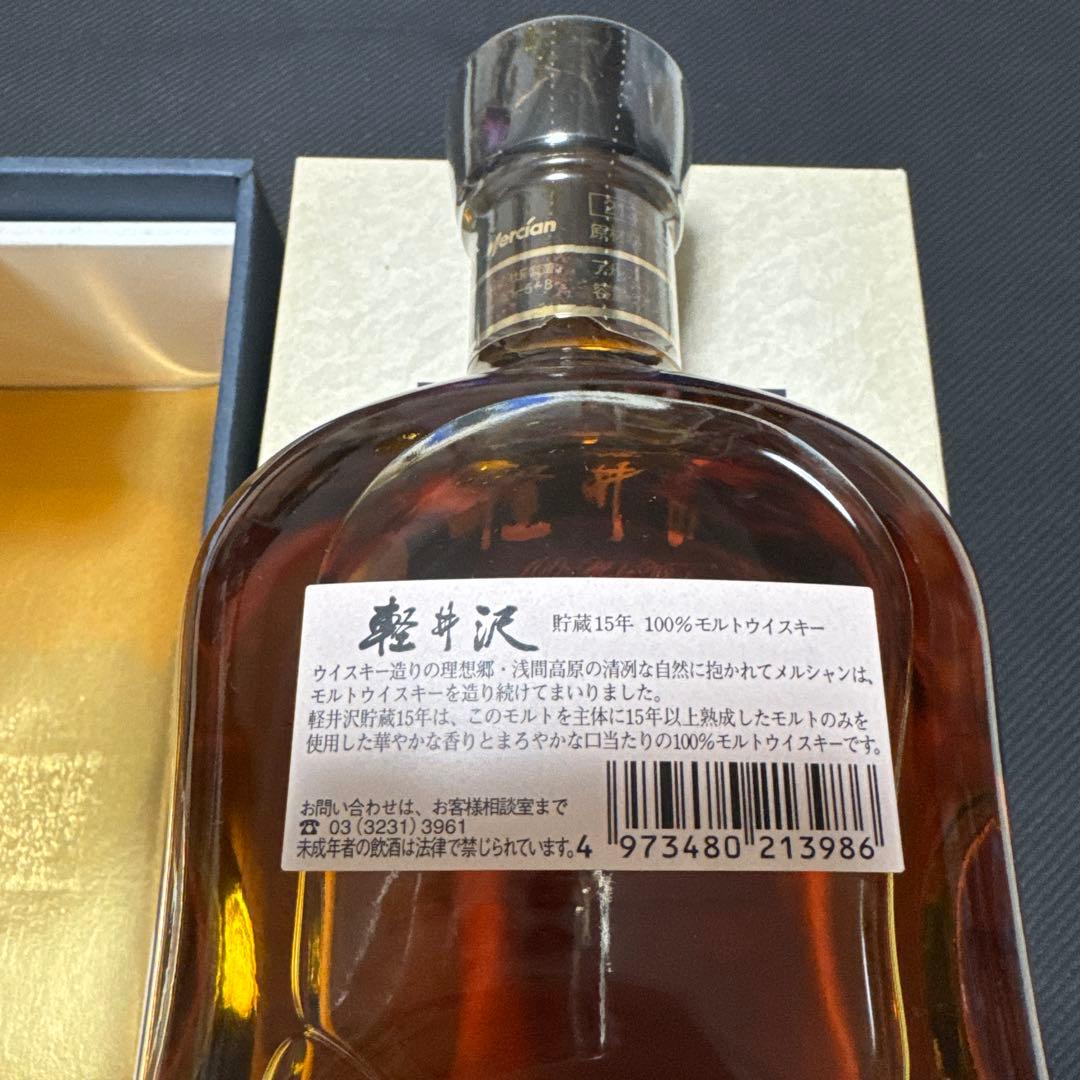 Mercian
軽井沢 貯蔵15年 100%モルトウイスキー
ウイスキー造りの理想郷・浅間高原の清冽な自然に抱かれてメルシャンは、
モルトウイスキーを造り続けてまいりました。
軽井沢貯蔵15年は、このモルトを主体に15年以上熟成したモルトのみを
使用した華やかな香りとまろやかな口当たりの100%モルトウイスキーです。
お問い合わせは、お客様相談室まで
☎ 03(3231)3961
未成年者の飲酒は法律で禁じられています。
4 973480 213986